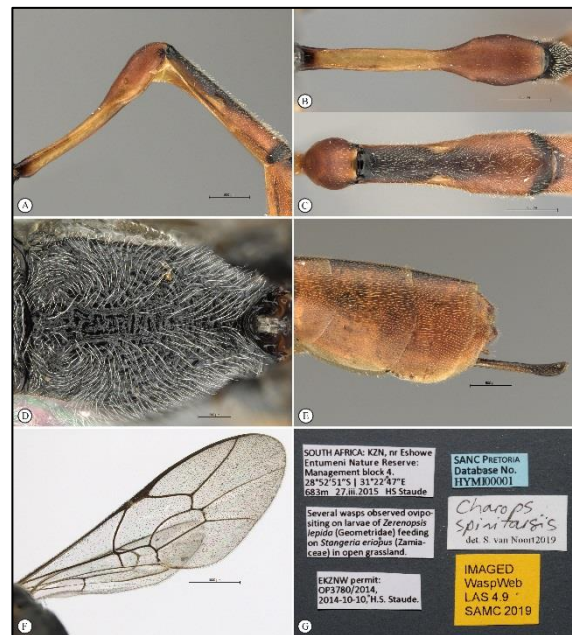 A
B
C
D
E
F
G
SOUTH AFRICA: KZN, nr Eshowe
Entumeni Nature Reserve:
Management block 4.
28°52'51"S | 31°22'47"E
683m 27.iii.2015 HS Staude
Several wasps observed ovipo-
siting on larvae of Zerenopsis
lepida (Geometridae) feeding
on Stangeria eriopus (Zamia-
ceae) in open grassland.
EKZNW permit:
OP3780/2014,
2014-10-10, H.S. Staude.
SANC PRETORIA
Database No.
HYMI00001
Charops
spinitarsis
det. S. van Noort2019
IMAGED
WaspWeb
LAS 4.9
SAMC 2019